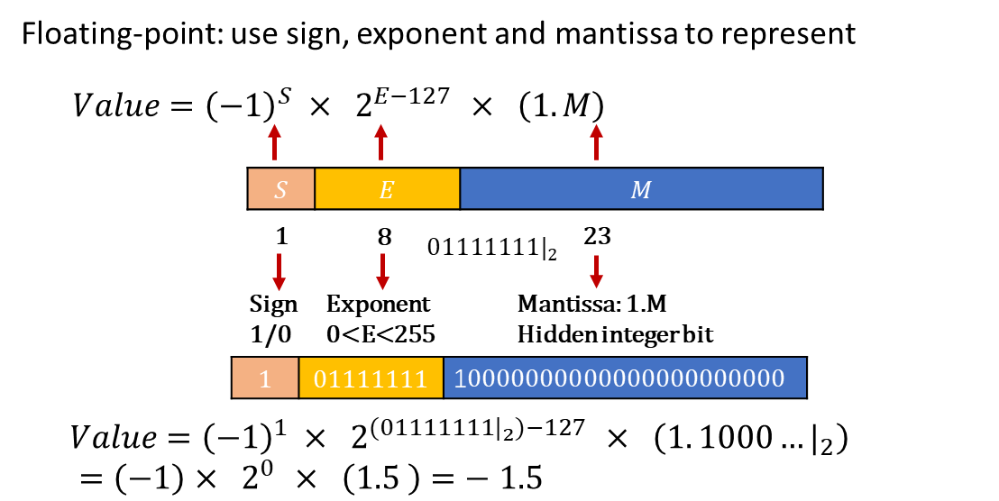 Floating-point: use sign, exponent and mantissa to represent
Value = (−1)^S × 2^{E−127} × (1.M)
S E M
1 8 01111111|₂ 23
Sign Exponent Mantissa: 1.M
1/0 0<E<255 Hidden integer bit
1 01111111 10000000000000000000000
Value = (−1)^1 × 2^{(01111111|₂)−127} × (1.1000 … |₂)
= (−1) × 2^0 × (1.5 ) = − 1.5